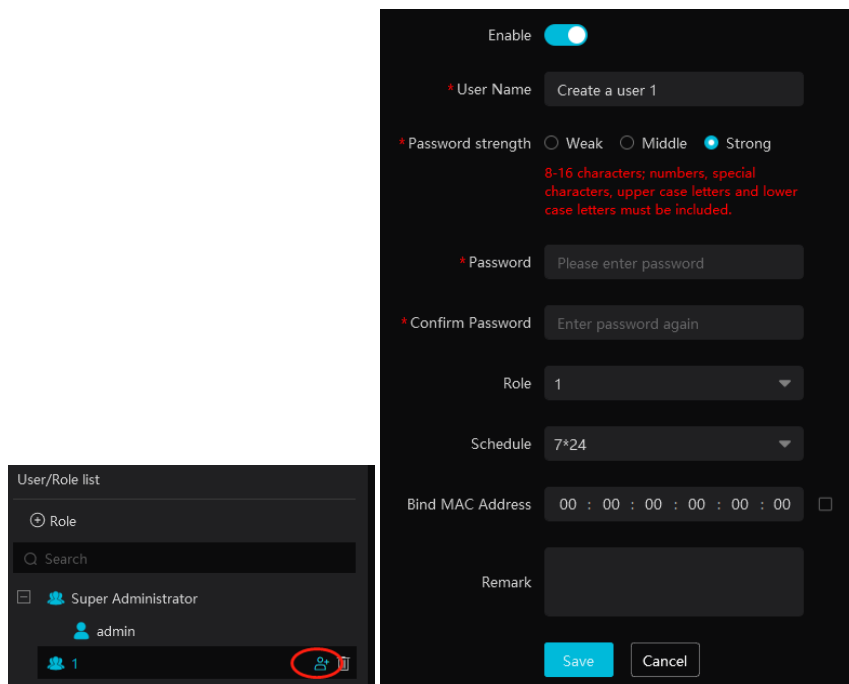 User/Role list
Role
Search
Super Administrator
admin
1
Enable
* User Name Create a user 1
* Password strength Weak Middle Strong
8-16 characters; numbers, special
characters, upper case letters and lower
case letters must be included.
* Password Please enter password
* Confirm Password Enter password again
Role 1
Schedule 7*24
Bind MAC Address 00 : 00 : 00 : 00 : 00 : 00
Remark
Save Cancel